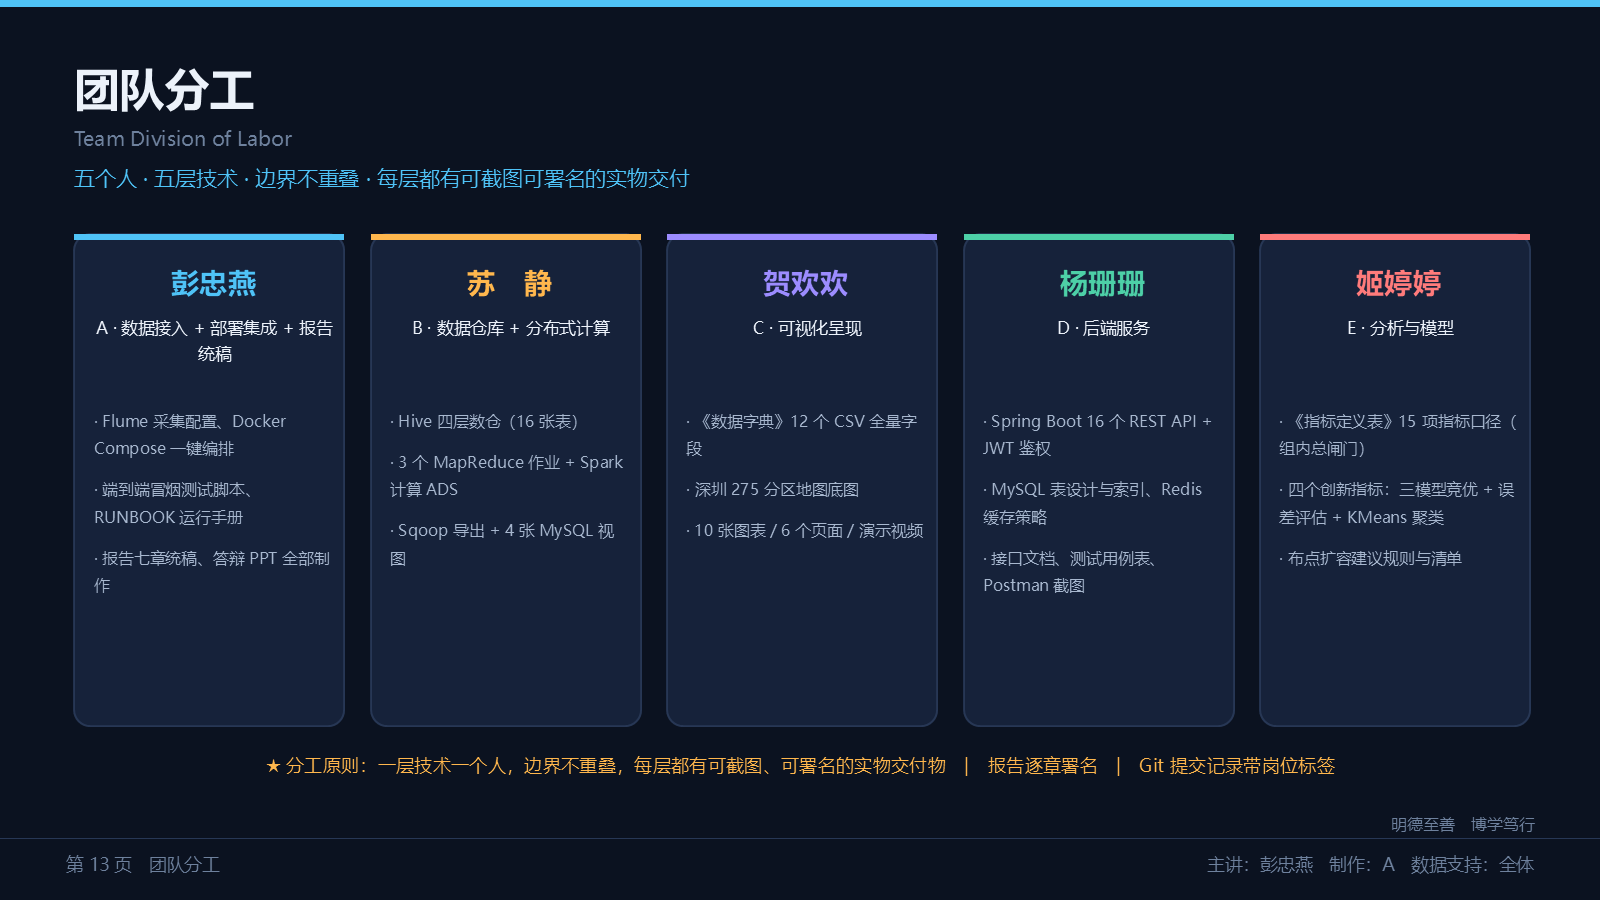 团队分工
Team Division of Labor
五个人 · 五层技术 · 边界不重叠 · 每层都有可截图可署名的实物交付
彭忠燕
A · 数据接入 + 部署集成 + 报告
统稿
· Flume 采集配置、Docker
Compose 一键编排
· 端到端冒烟测试脚本、
RUNBOOK 运行手册
· 报告七章统稿、答辩 PPT 全部制
作
苏　静
B · 数据仓库 + 分布式计算
· Hive 四层数仓（16 张表）
· 3 个 MapReduce 作业 + Spark
计算 ADS
· Sqoop 导出 + 4 张 MySQL 视
图
贺欢欢
C · 可视化呈现
· 《数据字典》12 个 CSV 全量字
段
· 深圳 275 分区地图底图
· 10 张图表 / 6 个页面 / 演示视频
杨珊珊
D · 后端服务
· Spring Boot 16 个 REST API +
JWT 鉴权
· MySQL 表设计与索引、Redis
缓存策略
· 接口文档、测试用例表、
Postman 截图
姬婷婷
E · 分析与模型
· 《指标定义表》15 项指标口径（
组内总闸门）
· 四个创新指标：三模型竞优 + 误
差评估 + KMeans 聚类
· 布点扩容建议规则与清单
★ 分工原则：一层技术一个人，边界不重叠，每层都有可截图、可署名的实物交付物　|　报告逐章署名　|　Git 提交记录带岗位标签
明德至善　博学笃行
第 13 页　团队分工
主讲：彭忠燕　制作：A　数据支持：全体